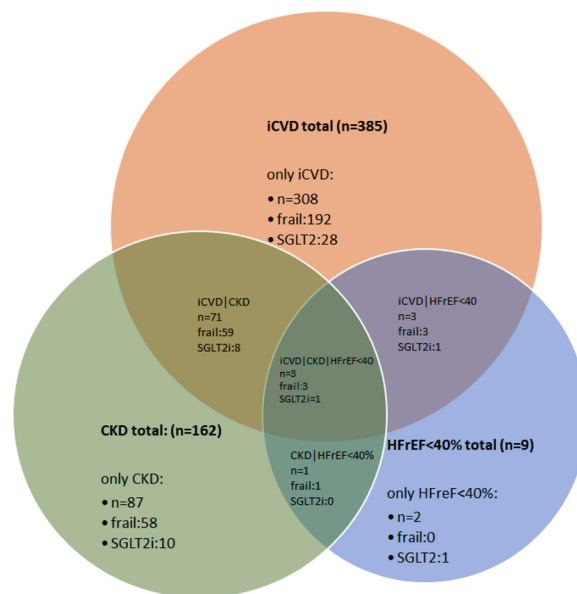 iCVD total (n=385)
only iCVD:
• n=308
• frail:192
• SGLT2:28
iCVD|CKD
n=71
frail:59
SGLT2i:8
iCVD|HFrEF<40
n=3
frail:3
SGLT2i:1
iCVD|CKD|HFrEF<40
n=3
frail:3
SGLT2i=1
CKD total: (n=162)
only CKD:
• n=87
• frail:58
• SGLT2i:10
CKD|HFrEF<40%
n=1
frail:1
SGLT2i:0
HFrEF<40% total (n=9)
only HFreF<40%:
• n=2
• frail:0
• SGLT2:1